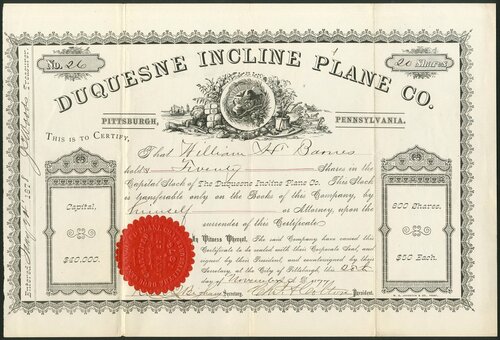 No. 26
20 Shares
DUQUESNE INCLINE PLANE CO.
PITTSBURGH,
PENNSYLVANIA.
THIS IS TO CERTIFY,
That William H Barnes
holds Twenty Shares in the
Capital Stock of The Duquesne Incline Plane Co. This Stock
is transferable only on the Books of this Company, by
himself or Attorney, upon the
surrender of this Certificate
In Witness Whereof, The said Company have caused this
Certificate to be sealed with their Corporate Seal, and
signed by their President, and countersigned by their
Secretary, at the City of Pittsburgh, this 20th
day of November 1877
Secretary.
President.
Capital,
$40,000.
800 Shares.
$50 Each.
Entered
Treasurer.